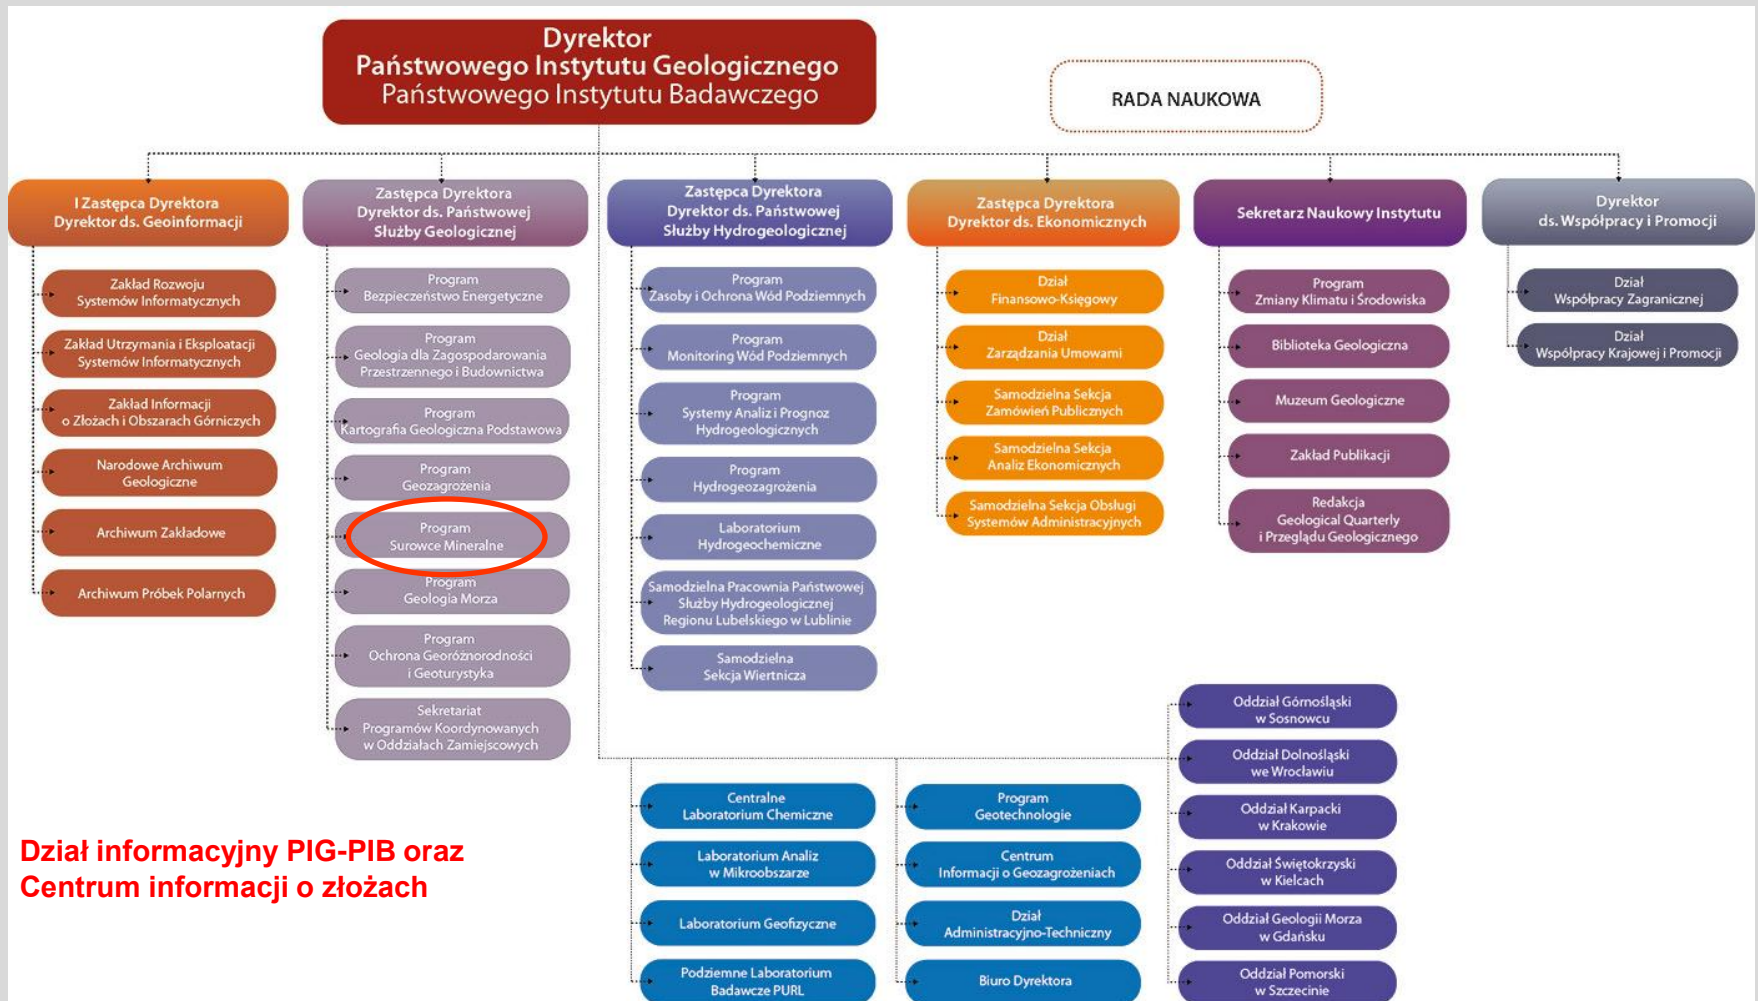 Dyrektor
Państwowego Instytutu Geologicznego
Państwowego Instytutu Badawczego
RADA NAUKOWA
I Zastępca Dyrektora
Dyrektor ds. Geoinformacji
Zakład Rozwoju
Systemów Informatycznych
Zakład Utrzymania i Eksploatacji
Systemów Informatycznych
Zakład Informacji
o Złożach i Obszarach Górniczych
Narodowe Archiwum
Geologiczne
Archiwum Zakładowe
Archiwum Próbek Polarnych
Zastępca Dyrektora
Dyrektor ds. Państwowej
Służby Geologicznej
Program
Bezpieczeństwo Energetyczne
Program
Geologia dla Zagospodarowania
Przestrzennego i Budownictwa
Program
Kartografia Geologiczna Podstawowa
Program
Geozagrożenia
Program
Surowce Mineralne
Program
Geologia Morza
Program
Ochrona Georóżnorodności
i Geoturystyka
Sekretariat
Programów Koordynowanych
w Oddziałach Zamiejscowych
Zastępca Dyrektora
Dyrektor ds. Państwowej
Służby Hydrogeologicznej
Program
Zasoby i Ochrona Wód Podziemnych
Program
Monitoring Wód Podziemnych
Program
Systemy Analiz i Prognoz
Hydrogeologicznych
Program
Hydrogeozagrożenia
Laboratorium
Hydrogeochemiczne
Samodzielna Pracownia Państwowej
Służby Hydrogeologicznej
Regionu Lubelskiego w Lublinie
Samodzielna
Sekcja Wiertnicza
Zastępca Dyrektora
Dyrektor ds. Ekonomicznych
Dział
Finansowo-Księgowy
Dział
Zarządzania Umowami
Samodzielna Sekcja
Zamówień Publicznych
Samodzielna Sekcja
Analiz Ekonomicznych
Samodzielna Sekcja Obsługi
Systemów Administracyjnych
Sekretarz Naukowy Instytutu
Program
Zmiany Klimatu i Środowiska
Biblioteka Geologiczna
Muzeum Geologiczne
Zakład Publikacji
Redakcja
Geological Quarterly
i Przeglądu Geologicznego
Dyrektor
ds. Współpracy i Promocji
Dział
Współpracy Zagranicznej
Dział
Współpracy Krajowej i Promocji
Centralne
Laboratorium Chemiczne
Laboratorium Analiz
w Mikroobszarze
Laboratorium Geofizyczne
Podziemne Laboratorium
Badawcze PURL
Program
Geotechnologie
Centrum
Informacji o Geozagrożeniach
Dział
Administracyjno-Techniczny
Biuro Dyrektora
Oddział Górnośląski
w Sosnowcu
Oddział Dolnośląski
we Wrocławiu
Oddział Karpacki
w Krakowie
Oddział Świętokrzyski
w Kielcach
Oddział Geologii Morza
w Gdańsku
Oddział Pomorski
w Szczecinie
Dział informacyjny PIG-PIB oraz
Centrum informacji o złożach